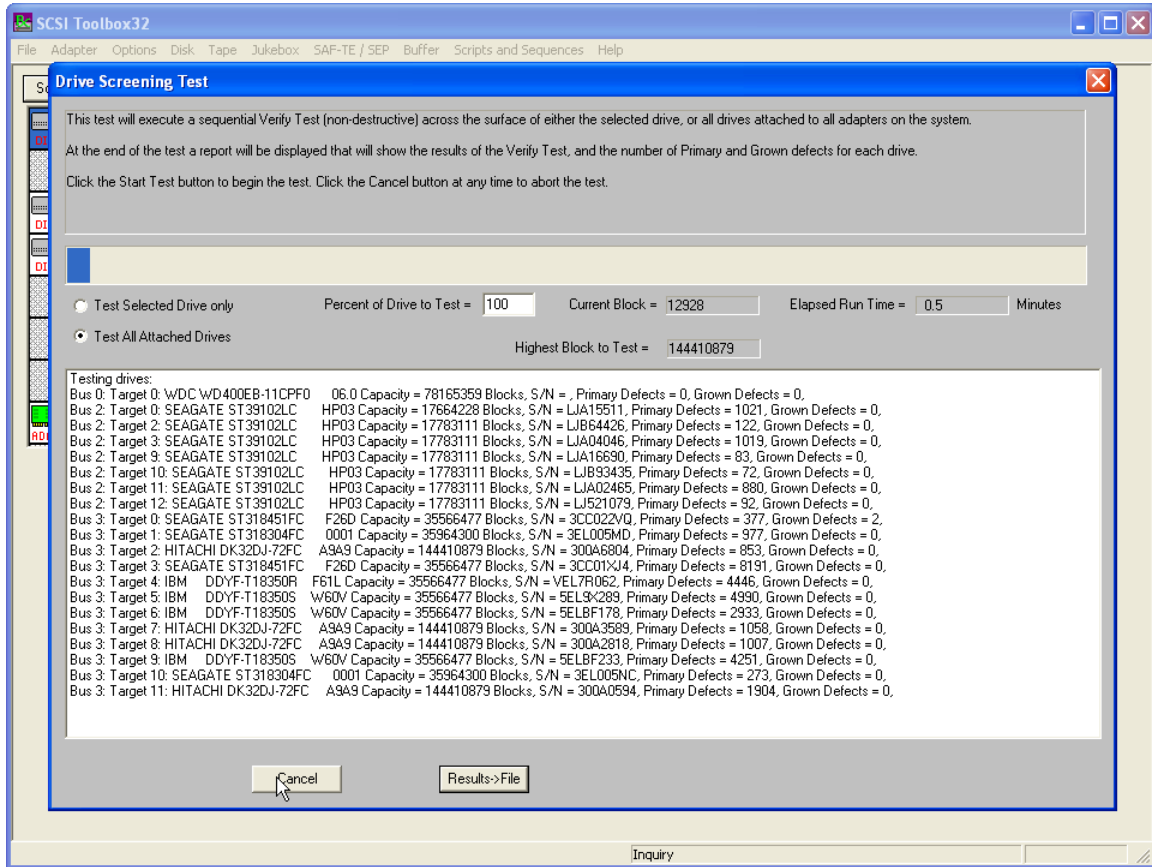 SCSI Toolbox32
File Adapter Options Disk Tape Jukebox SAF-TE / SEP Buffer Scripts and Sequences Help
Drive Screening Test
This test will execute a sequential Verify Test (non-destructive) across the surface of either the selected drive, or all drives attached to all adapters on the system.
At the end of the test a report will be displayed that will show the results of the Verify Test, and the number of Primary and Grown defects for each drive.
Click the Start Test button to begin the test. Click the Cancel button at any time to abort the test.
Test Selected Drive only Percent of Drive to Test = 100 Current Block = 12928 Elapsed Run Time = 0.5 Minutes
Test All Attached Drives
Highest Block to Test = 144410879
Testing drives:
Bus 0: Target 0: WDC WD400EB-11CPF0 06.0 Capacity = 78165359 Blocks, S/N = , Primary Defects = 0, Grown Defects = 0,
Bus 2: Target 0: SEAGATE ST39102LC HP03 Capacity = 17664228 Blocks, S/N = LJA15511, Primary Defects = 1021, Grown Defects = 0,
Bus 2: Target 2: SEAGATE ST39102LC HP03 Capacity = 17783111 Blocks, S/N = LJB64426, Primary Defects = 122, Grown Defects = 0,
Bus 2: Target 3: SEAGATE ST39102LC HP03 Capacity = 17783111 Blocks, S/N = LJA04046, Primary Defects = 1019, Grown Defects = 0,
Bus 2: Target 9: SEAGATE ST39102LC HP03 Capacity = 17783111 Blocks, S/N = LJA16690, Primary Defects = 83, Grown Defects = 0,
Bus 2: Target 10: SEAGATE ST39102LC HP03 Capacity = 17783111 Blocks, S/N = LJB93435, Primary Defects = 72, Grown Defects = 0,
Bus 2: Target 11: SEAGATE ST39102LC HP03 Capacity = 17783111 Blocks, S/N = LJA02465, Primary Defects = 880, Grown Defects = 0,
Bus 2: Target 12: SEAGATE ST39102LC HP03 Capacity = 17783111 Blocks, S/N = LJ521079, Primary Defects = 92, Grown Defects = 0,
Bus 3: Target 0: SEAGATE ST318451FC F26D Capacity = 35566477 Blocks, S/N = 3CC022VQ, Primary Defects = 377, Grown Defects = 2,
Bus 3: Target 1: SEAGATE ST318304FC 0001 Capacity = 35964300 Blocks, S/N = 3EL005MD, Primary Defects = 977, Grown Defects = 0,
Bus 3: Target 2: HITACHI DK32DJ-72FC A9A9 Capacity = 144410879 Blocks, S/N = 300A6804, Primary Defects = 853, Grown Defects = 0,
Bus 3: Target 3: SEAGATE ST318451FC F26D Capacity = 35566477 Blocks, S/N = 3CC01XJ4, Primary Defects = 8191, Grown Defects = 0,
Bus 3: Target 4: IBM DDYF-T18350R F61L Capacity = 35566477 Blocks, S/N = VEL7R062, Primary Defects = 4446, Grown Defects = 0,
Bus 3: Target 5: IBM DDYF-T18350S W60V Capacity = 35566477 Blocks, S/N = 5EL9X289, Primary Defects = 4990, Grown Defects = 0,
Bus 3: Target 6: IBM DDYF-T18350S W60V Capacity = 35566477 Blocks, S/N = 5ELBF178, Primary Defects = 2933, Grown Defects = 0,
Bus 3: Target 7: HITACHI DK32DJ-72FC A9A9 Capacity = 144410879 Blocks, S/N = 300A3589, Primary Defects = 1058, Grown Defects = 0,
Bus 3: Target 8: HITACHI DK32DJ-72FC A9A9 Capacity = 144410879 Blocks, S/N = 300A2818, Primary Defects = 1007, Grown Defects = 0,
Bus 3: Target 9: IBM DDYF-T18350S W60V Capacity = 35566477 Blocks, S/N = 5ELBF233, Primary Defects = 4251, Grown Defects = 0,
Bus 3: Target 10: SEAGATE ST318304FC 0001 Capacity = 35964300 Blocks, S/N = 3EL005NC, Primary Defects = 273, Grown Defects = 0,
Bus 3: Target 11: HITACHI DK32DJ-72FC A9A9 Capacity = 144410879 Blocks, S/N = 300A0594, Primary Defects = 1904, Grown Defects = 0,
Cancel Results->File
Inquiry